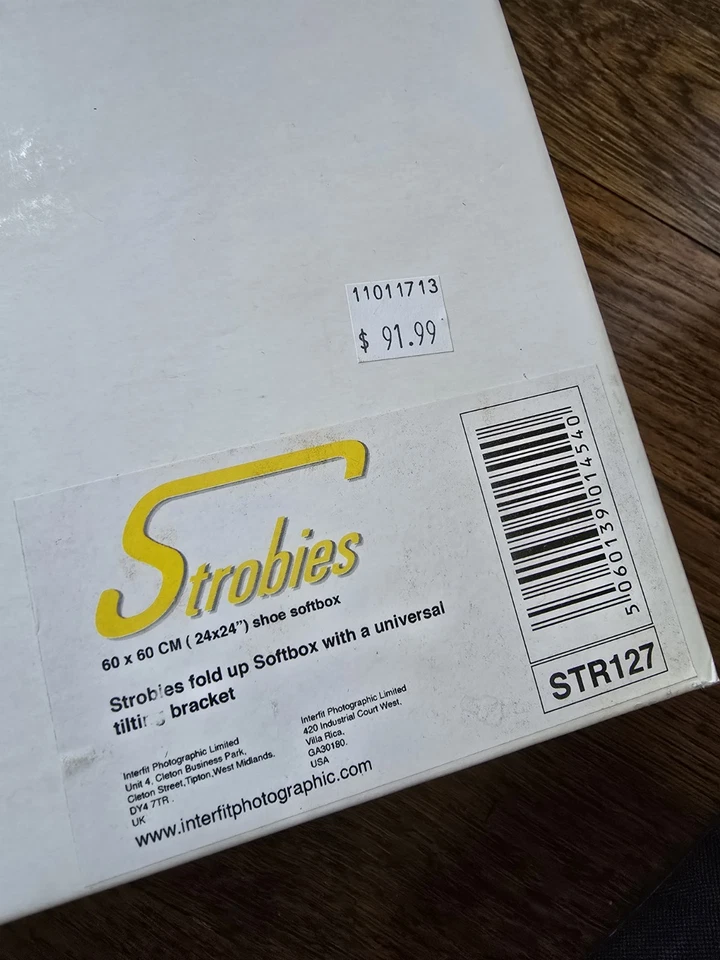 11011713
$ 91.99
Strobies
60 x 60 CM ( 24x24") shoe softbox
Strobies fold up Softbox with a universal
bracket
Interfit Photographic Limited
Unit 4, Cleton Business Park,
Cleton Street,Tipton,West Midlands.
DY4 7TR .
UK
Interfit Photographic Limited
420 Industrial Court West,
Villa Rica,
GA30180.
USA
www.interfitphotographic.com
5 060139 014540
STR127